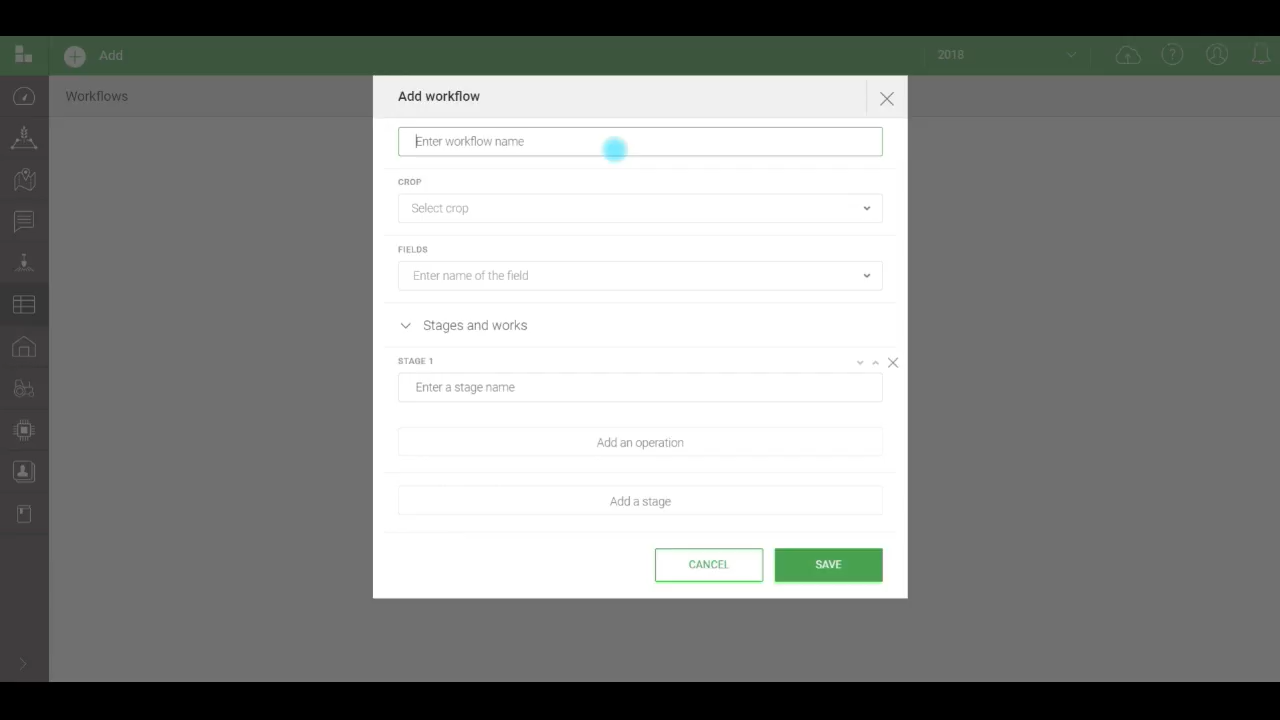 Add
2018
Workflows
Add workflow
Enter workflow name
CROP
Select crop
FIELDS
Enter name of the field
Stages and works
STAGE 1
Enter a stage name
Add an operation
Add a stage
CANCEL
SAVE